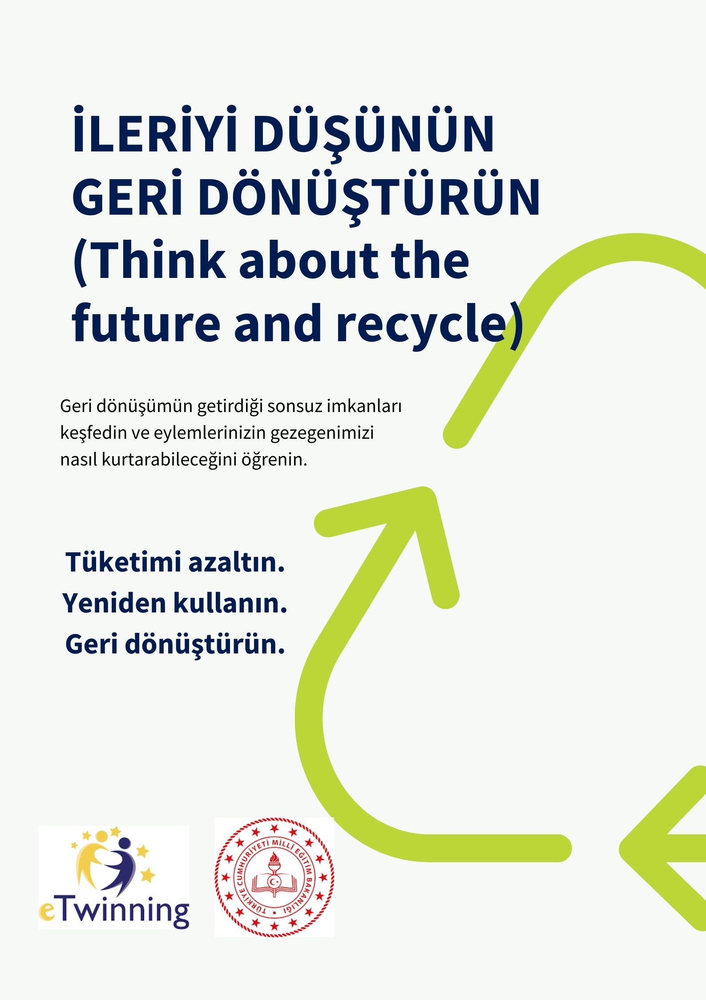 İLERİYİ DÜŞÜNÜN
GERİ DÖNÜŞTÜRÜN
(Think about the
future and recycle)
Geri dönüşümün getirdiği sonsuz imkanları
keşfedin ve eylemlerinizin gezegenimizi
nasıl kurtarabileceğini öğrenin.
Tüketimi azaltın.
Yeniden kullanın.
Geri dönüştürün.
eTwinning
TÜRKİYE CUMHURİYETİ MİLLÎ EĞİTİM BAKANLIĞI